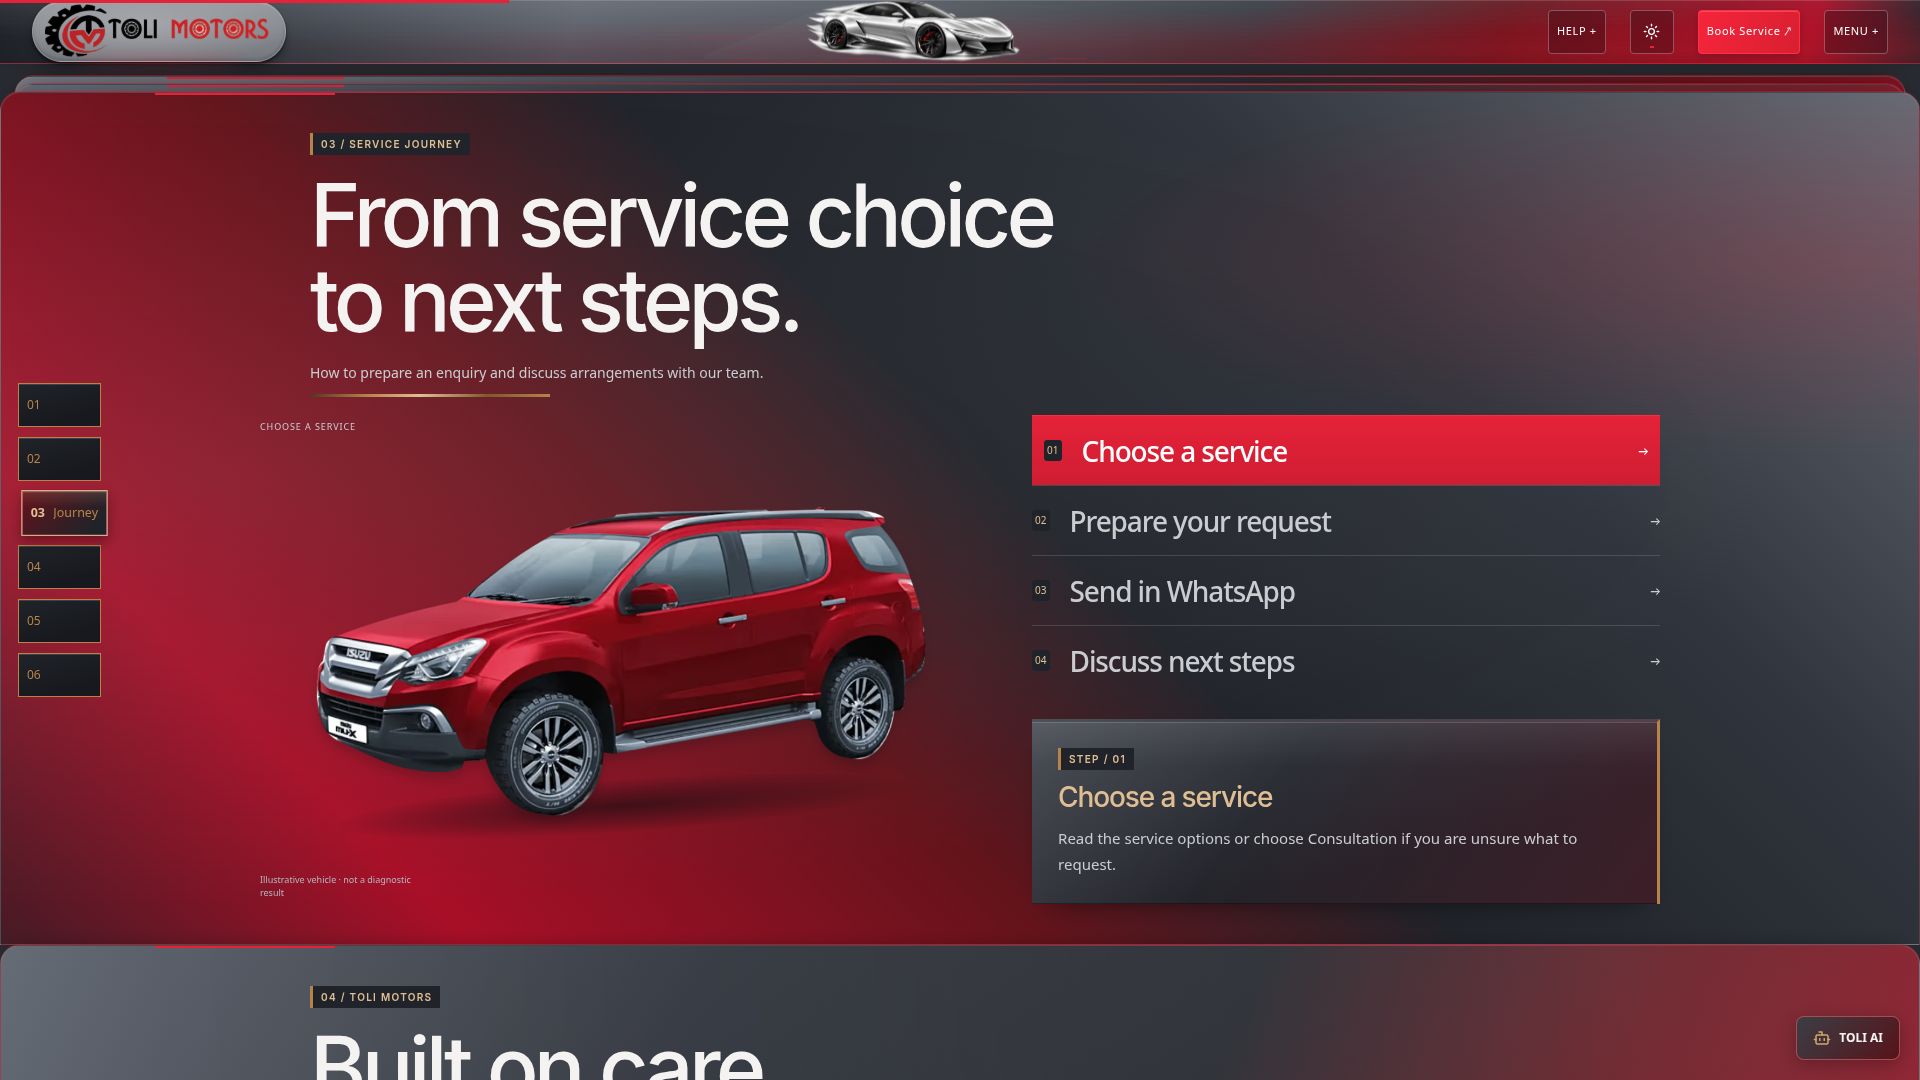 TOLI MOTORS
HELP +
Book Service ↗
MENU +
03 / SERVICE JOURNEY
From service choice
to next steps.
How to prepare an enquiry and discuss arrangements with our team.
CHOOSE A SERVICE
01
02
03 Journey
04
05
06
ISUZU
mu-X
Illustrative vehicle · not a diagnostic
result
01 Choose a service →
02 Prepare your request →
03 Send in WhatsApp →
04 Discuss next steps →
STEP / 01
Choose a service
Read the service options or choose Consultation if you are unsure what to
request.
04 / TOLI MOTORS
Built on care
TOLI AI